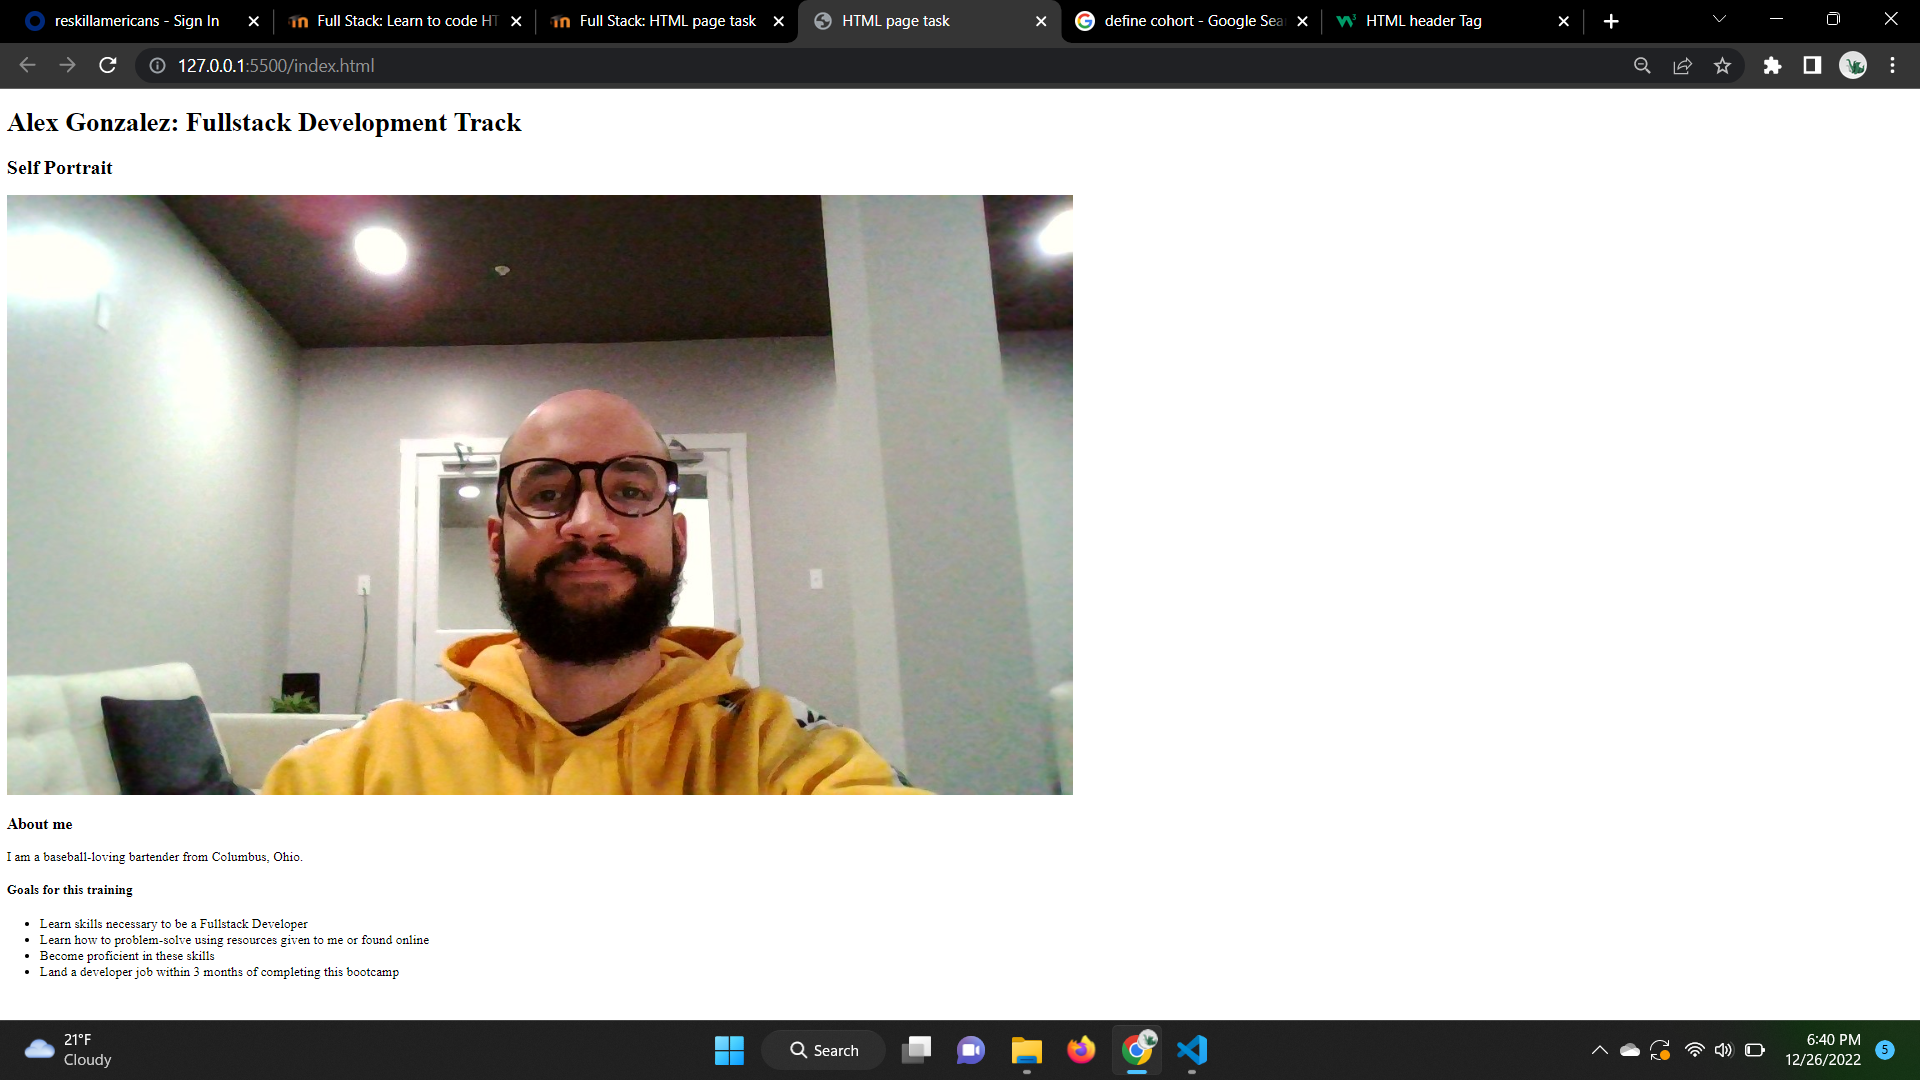 reskillamericans - Sign In
Full Stack: Learn to code HT
Full Stack: HTML page task
HTML page task
define cohort - Google Sea
HTML header Tag
127.0.0.1:5500/index.html
Alex Gonzalez: Fullstack Development Track
Self Portrait
About me
I am a baseball-loving bartender from Columbus, Ohio.
Goals for this training
Learn skills necessary to be a Fullstack Developer
Learn how to problem-solve using resources given to me or found online
Become proficient in these skills
Land a developer job within 3 months of completing this bootcamp
21°F
Cloudy
Search
6:40 PM
12/26/2022
5